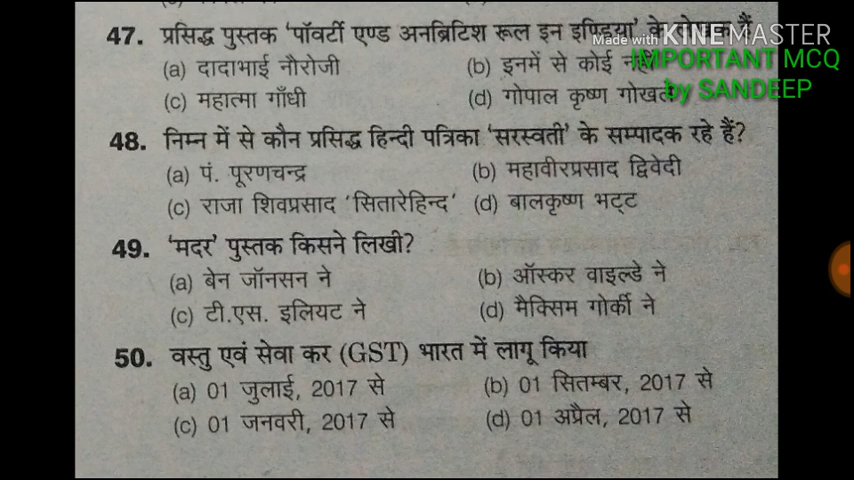 47. प्रसिद्ध पुस्तक 'पॉवर्टी एण्ड अनब्रिटिश रूल इन इण्डिया' के लेखक हैं
Made with KINEMASTER
IMPORTANT MCQ
by SANDEEP
(a) दादाभाई नौरोजी (b) इनमें से कोई नहीं
(c) महात्मा गाँधी (d) गोपाल कृष्ण गोखले
48. निम्न में से कौन प्रसिद्ध हिन्दी पत्रिका 'सरस्वती' के सम्पादक रहे हैं?
(a) पं. पूरणचन्द्र (b) महावीरप्रसाद द्विवेदी
(c) राजा शिवप्रसाद 'सितारेहिन्द' (d) बालकृष्ण भट्ट
49. 'मदर' पुस्तक किसने लिखी?
(a) बेन जॉनसन ने (b) ऑस्कर वाइल्डे ने
(c) टी.एस. इलियट ने (d) मैक्सिम गोर्की ने
50. वस्तु एवं सेवा कर (GST) भारत में लागू किया
(a) 01 जुलाई, 2017 से (b) 01 सितम्बर, 2017 से
(c) 01 जनवरी, 2017 से (d) 01 अप्रैल, 2017 से